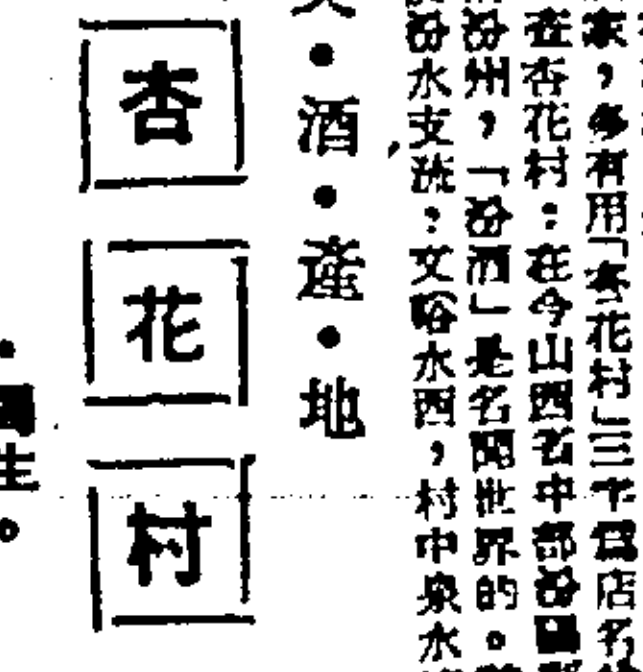 家，多有用「杏花村」三字爲店名
在杏花村：在今山西省中部汾
汾州，「汾酒」是名聞世界的。
汾水支流：文峪水西，村中泉水
・酒・產・地
杏花村
生。